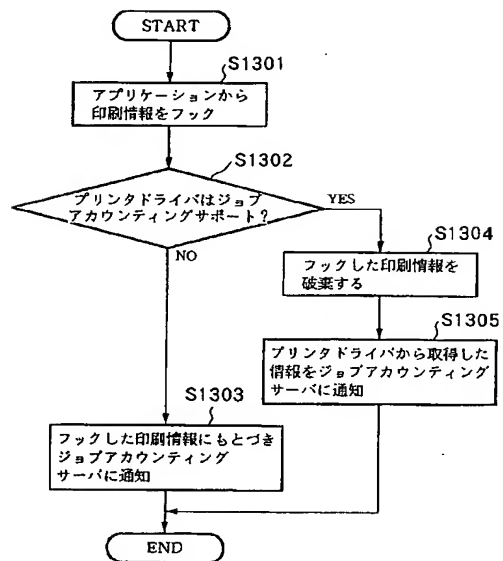 START
S1301
アプリケーションから
印刷情報をフック
S1302
プリンタドライバはジョブ
アカウンティングサポート?
YES
NO
S1304
フックした印刷情報を
破棄する
S1305
プリンタドライバから取得した
情報をジョブアカウンティング
サーバに通知
S1303
フックした印刷情報にもとづき
ジョブアカウンティング
サーバに通知
END